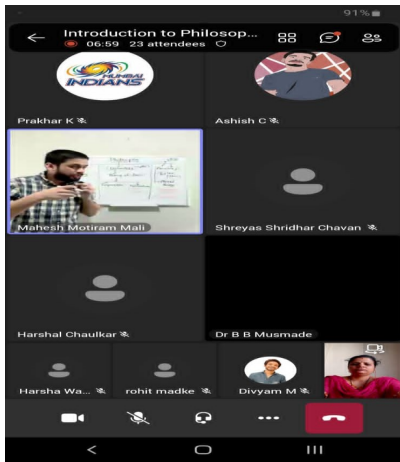 91%
Introduction to Philosop...
06:59 23 attendees
MUMBAI
INDIANS
Prakhar K
Ashish C
Mahesh Motiram Mali
Shreyas Shridhar Chavan
Harshal Chaulkar
Dr B B Musmade
Harsha Wa...
rohit madke
Divyam M